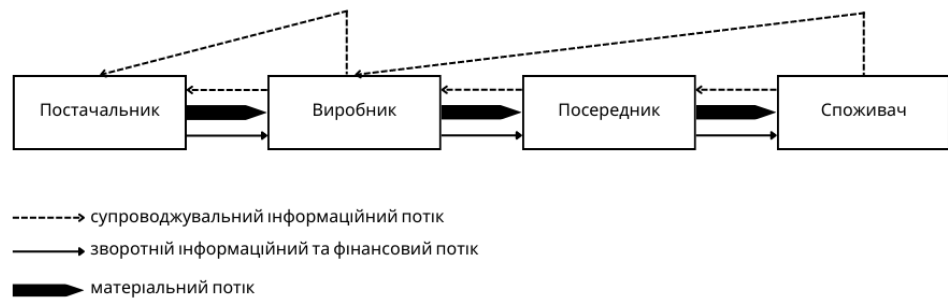 Постачальник
Виробник
Посередник
Споживач
супроводжувальний інформаційний потік
зворотній інформаційний та фінансовий потік
матеріальний потік